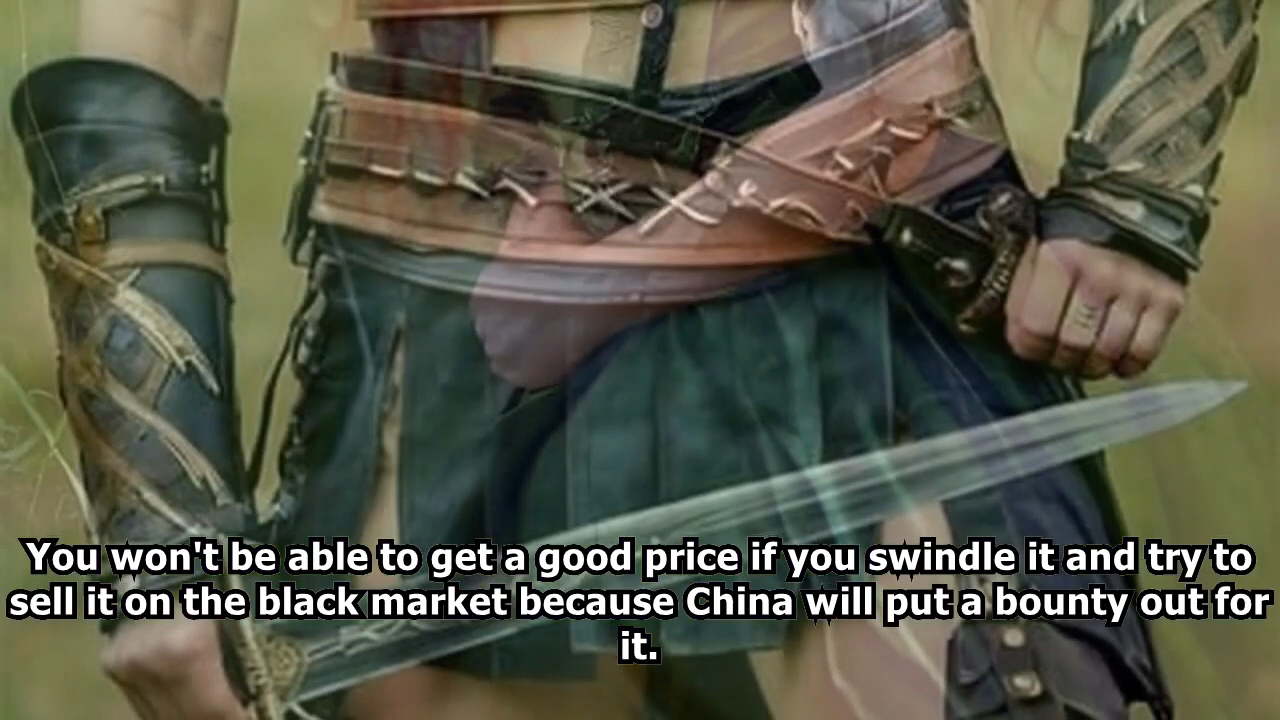 You won't be able to get a good price if you swindle it and try to
sell it on the black market because China will put a bounty out for
it.